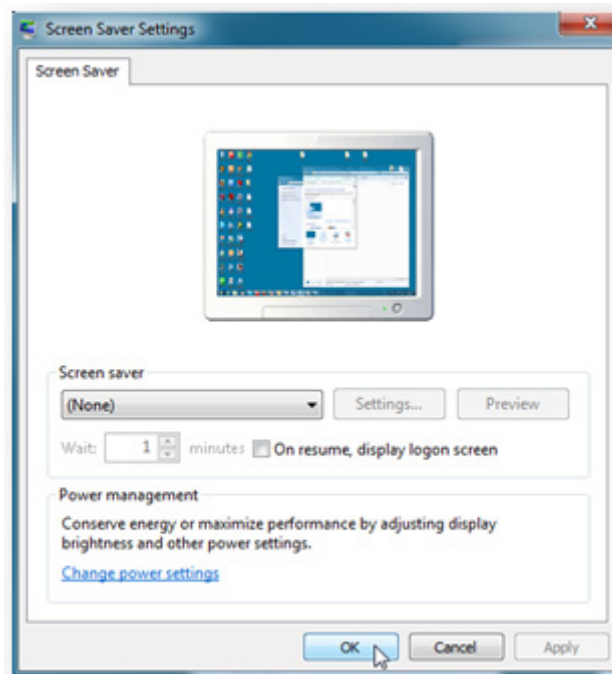 Screen Saver Settings
Screen Saver
Screen saver
(None) Settings... Preview
Wait: 1 minutes On resume, display logon screen
Power management
Conserve energy or maximize performance by adjusting display
brightness and other power settings.
Change power settings
OK Cancel Apply